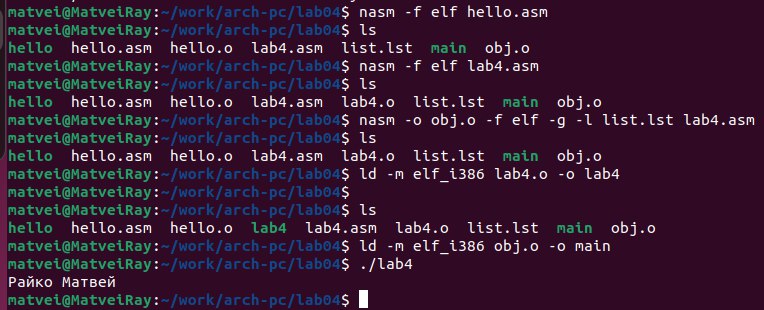 matvei@MatveiRay:~/work/arch-pc/lab04$ nasm -f elf hello.asm
matvei@MatveiRay:~/work/arch-pc/lab04$ ls
hello  hello.asm  hello.o  lab4.asm  list.lst  main  obj.o
matvei@MatveiRay:~/work/arch-pc/lab04$ nasm -f elf lab4.asm
matvei@MatveiRay:~/work/arch-pc/lab04$ ls
hello  hello.asm  hello.o  lab4.asm  lab4.o  list.lst  main  obj.o
matvei@MatveiRay:~/work/arch-pc/lab04$ nasm -o obj.o -f elf -g -l list.lst lab4.asm
matvei@MatveiRay:~/work/arch-pc/lab04$ ls
hello  hello.asm  hello.o  lab4.asm  lab4.o  list.lst  main  obj.o
matvei@MatveiRay:~/work/arch-pc/lab04$ ld -m elf_i386 lab4.o -o lab4
matvei@MatveiRay:~/work/arch-pc/lab04$
matvei@MatveiRay:~/work/arch-pc/lab04$ ls
hello  hello.asm  hello.o  lab4  lab4.asm  lab4.o  list.lst  main  obj.o
matvei@MatveiRay:~/work/arch-pc/lab04$ ld -m elf_i386 obj.o -o main
matvei@MatveiRay:~/work/arch-pc/lab04$ ./lab4
Райко Матвей
matvei@MatveiRay:~/work/arch-pc/lab04$